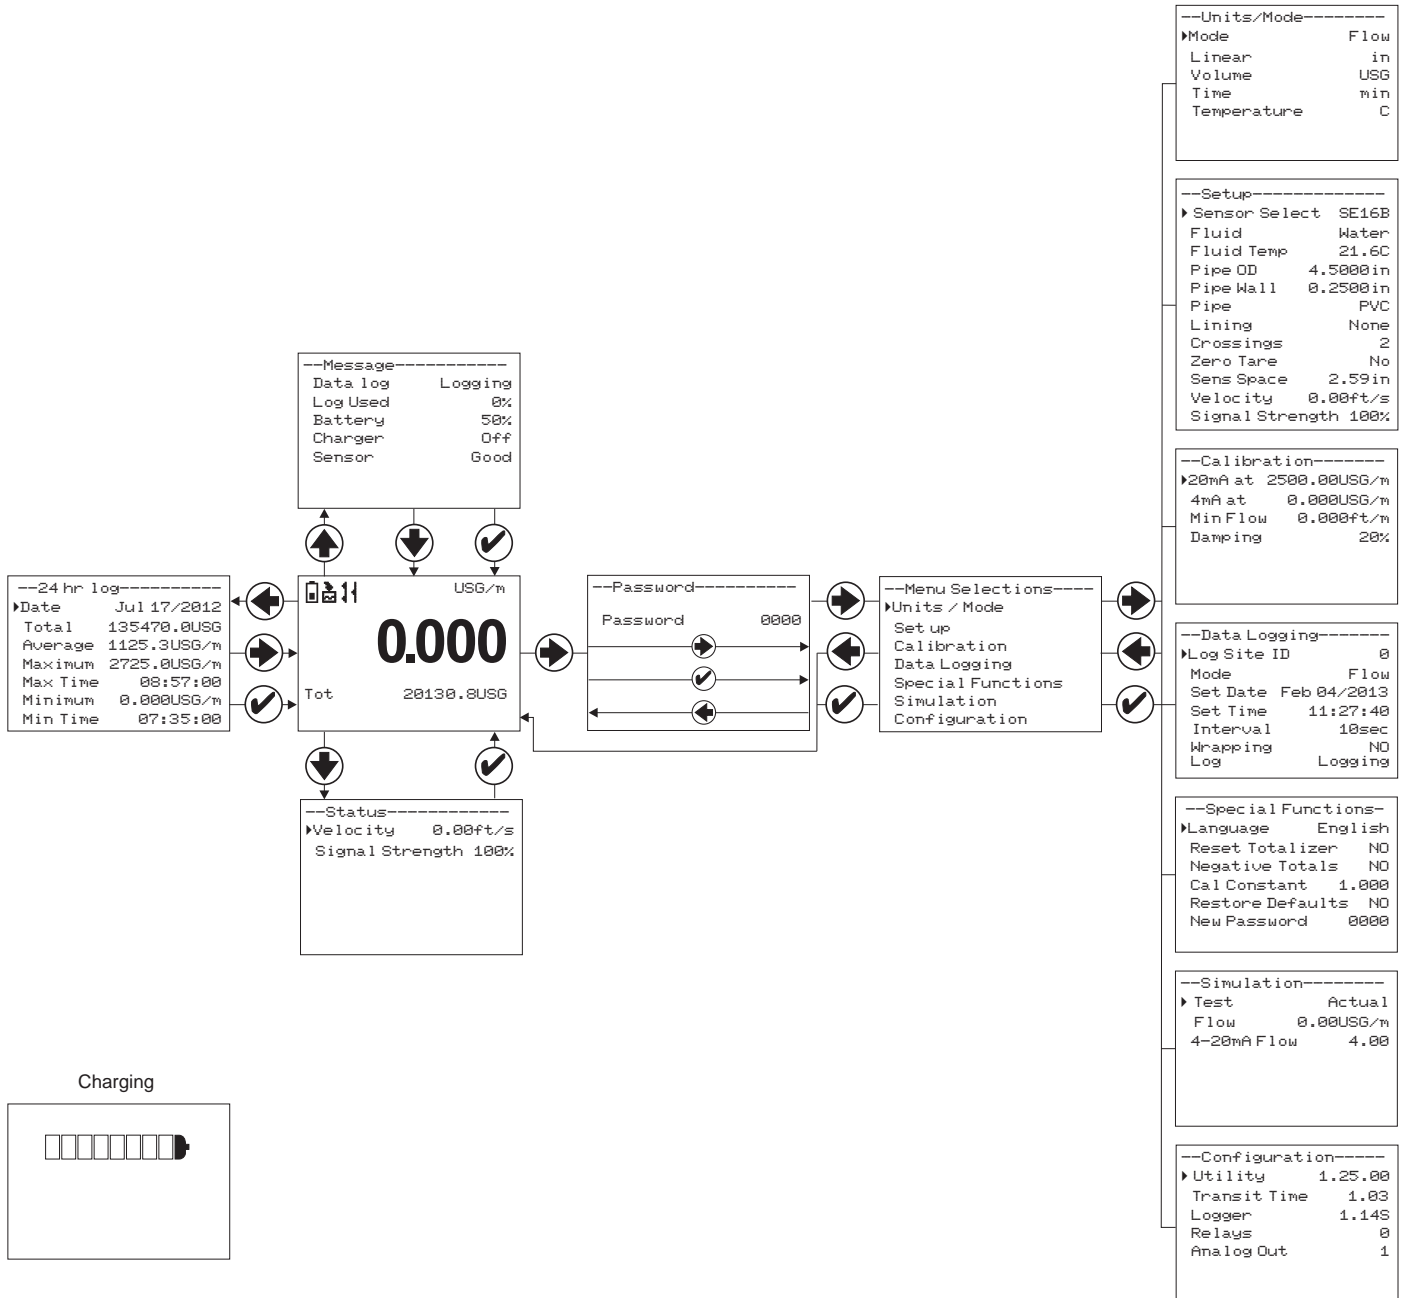 --Message-----------
Data log Logging
Log Used 0%
Battery 50%
Charger Off
Sensor Good
--24 hr log----------
Date Jul 17/2012
Total 135470.0USG
Average 1125.3USG/m
Maximum 2725.0USG/m
Max Time 08:57:00
Minimum 0.000USG/m
Min Time 07:35:00
USG/m
0.000
Tot 20130.8USG
--Status------------
Velocity 0.00ft/s
Signal Strength 100%
--Password----------
Password 0000
--Menu Selections----
Units / Mode
Set up
Calibration
Data Logging
Special Functions
Simulation
Configuration
--Units/Mode--------
Mode Flow
Linear in
Volume USG
Time min
Temperature C
--Setup-------------
Sensor Select SE16B
Fluid Water
Fluid Temp 21.6C
Pipe OD 4.5000in
Pipe Wall 0.2500in
Pipe PVC
Lining None
Crossings 2
Zero Tare No
Sens Space 2.59in
Velocity 0.00ft/s
Signal Strength 100%
--Calibration-------
20mA at 2500.00USG/m
4mA at 0.000USG/m
Min Flow 0.000ft/m
Damping 20%
--Data Logging-------
Log Site ID 0
Mode Flow
Set Date Feb 04/2013
Set Time 11:27:40
Interval 10sec
Wrapping NO
Log Logging
--Special Functions-
Language English
Reset Totalizer NO
Negative Totals NO
Cal Constant 1.000
Restore Defaults NO
New Password 0000
--Simulation--------
Test Actual
Flow 0.00USG/m
4-20mA Flow 4.00
--Configuration-----
Utility 1.25.00
Transit Time 1.03
Logger 1.14S
Relays 0
Analog Out 1
Charging